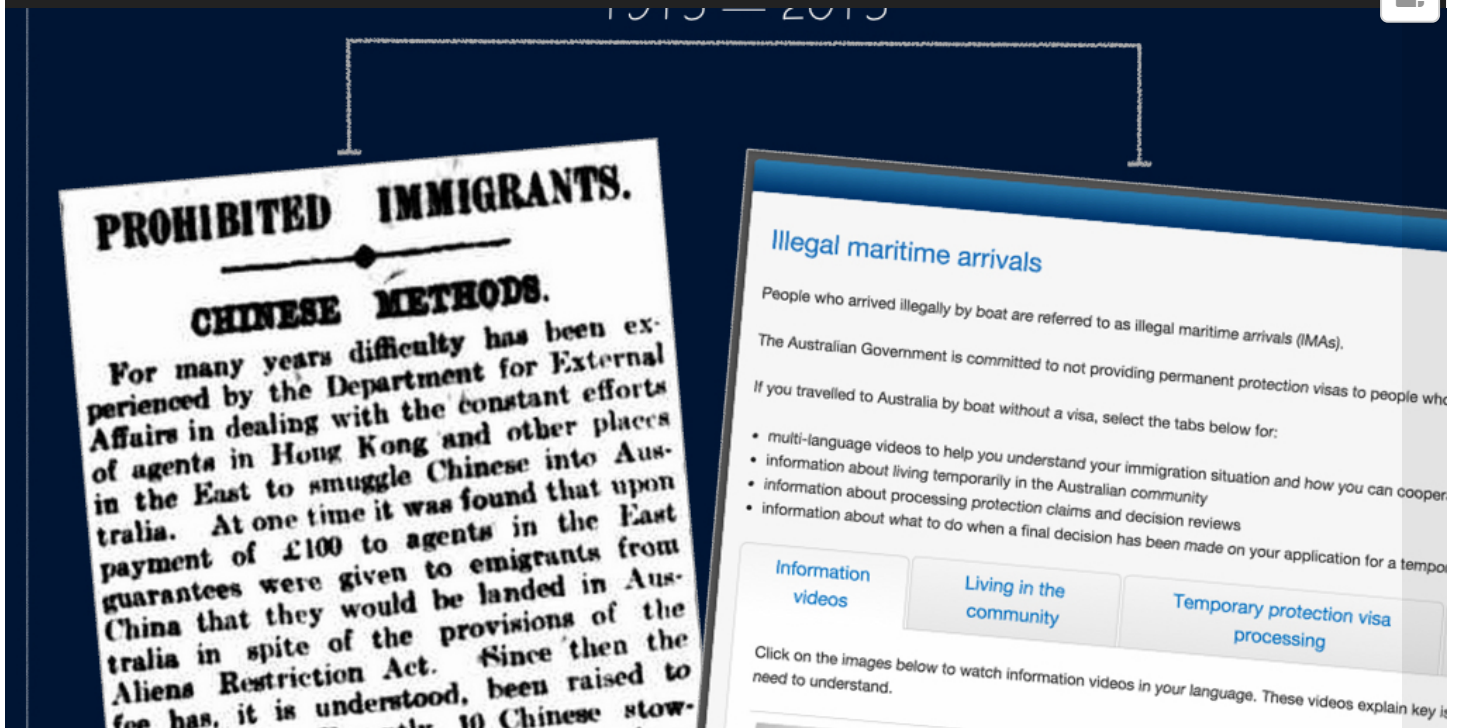 PROHIBITED IMMIGRANTS.
CHINESE METHODS.
For many years difficulty has been ex-
perienced by the Department for External
Affairs in dealing with the constant efforts
of agents in Hong Kong and other places
in the East to smuggle Chinese into Aus-
tralia. At one time it was found that upon
payment of £100 to agents in the East
guarantees were given to emigrants from
China that they would be landed in Aus-
tralia in spite of the provisions of the
Aliens Restriction Act. Since then the
fee has, it is understood, been raised to
10 Chinese stow-
Illegal maritime arrivals
People who arrived illegally by boat are referred to as illegal maritime arrivals (IMAs).
The Australian Government is committed to not providing permanent protection visas to people who
If you travelled to Australia by boat without a visa, select the tabs below for:
• multi-language videos to help you understand your immigration situation and how you can cooper
• information about living temporarily in the Australian community
• information about processing protection claims and decision reviews
• information about what to do when a final decision has been made on your application for a tempo
Information
videos
Living in the
community
Temporary protection visa
processing
Click on the images below to watch information videos in your language. These videos explain key is
need to understand.